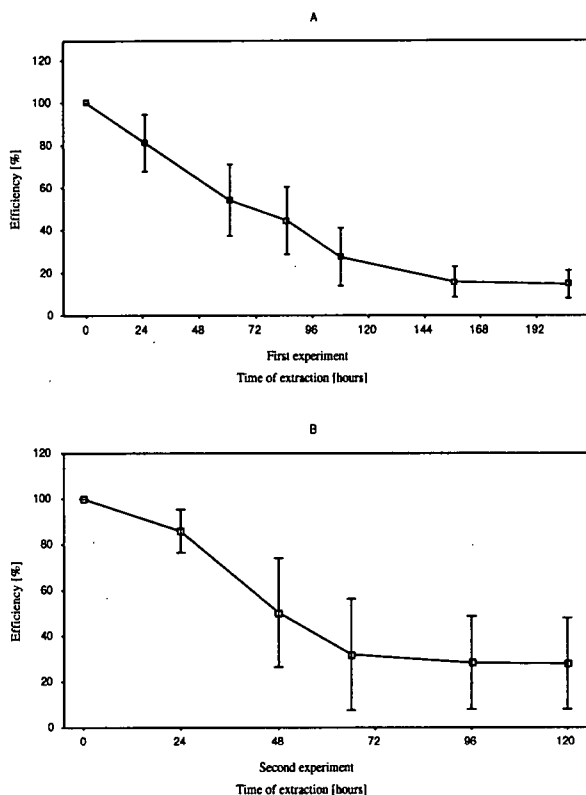 A
Efficiency [%]
120
100
80
60
40
20
0
0 24 48 72 96 120 144 168 192
First experiment
Time of extraction [hours]
B
Efficiency [%]
120
100
80
60
40
20
0
0 24 48 72 96 120
Second experiment
Time of extraction [hours]